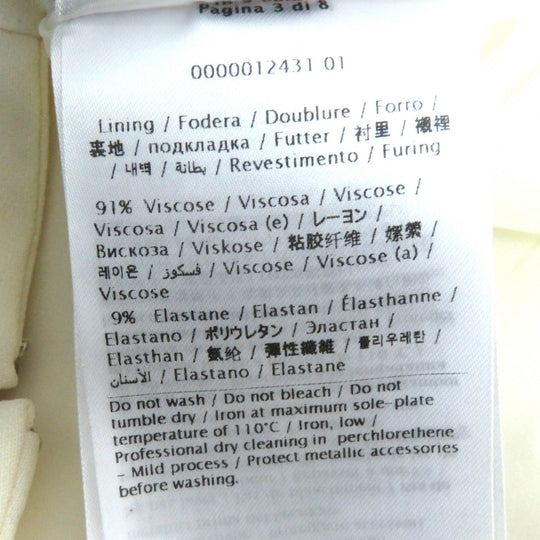 Pagina 3 di 8
0000012431 01
Lining / Fodera / Doublure / Forro /
裏地 / подкладка / Futter / 衬里 / 襯裡
/ 내벽 / بطانة / Revestimento / Furing
91% Viscose / Viscosa / Viscose /
Viscosa / Viscosa (e) / レーヨン /
Вискоза / Viskose / 粘胶纤维 / 嫘縈 /
레이온 / فسكوز / Viscose / Viscose (a) /
Viscose
9% Elastane / Elastan / Élasthanne /
Elastano / ポリウレタン / Эластан /
Elasthan / 氨纶 / 彈性纖維 / 폴리우레탄 /
الأسنان / Elastano / Elastane
Do not wash / Do not bleach / Do not
tumble dry / Iron at maximum sole-plate
temperature of 110°C / Iron, low /
Professional dry cleaning in perchlorethene
- Mild process / Protect metallic accessories
before washing.